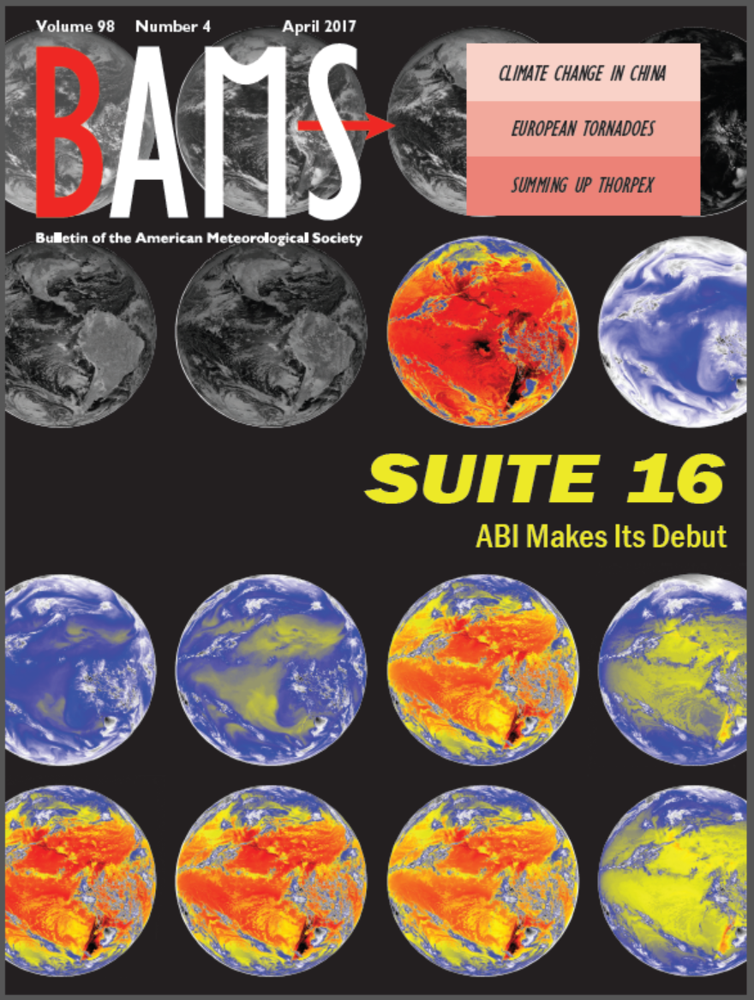 Volume 98 Number 4 April 2017
BAMS
Bulletin of the American Meteorological Society
CLIMATE CHANGE IN CHINA
EUROPEAN TORNADOES
SUMMING UP THORPEX
SUITE 16
ABI Makes Its Debut